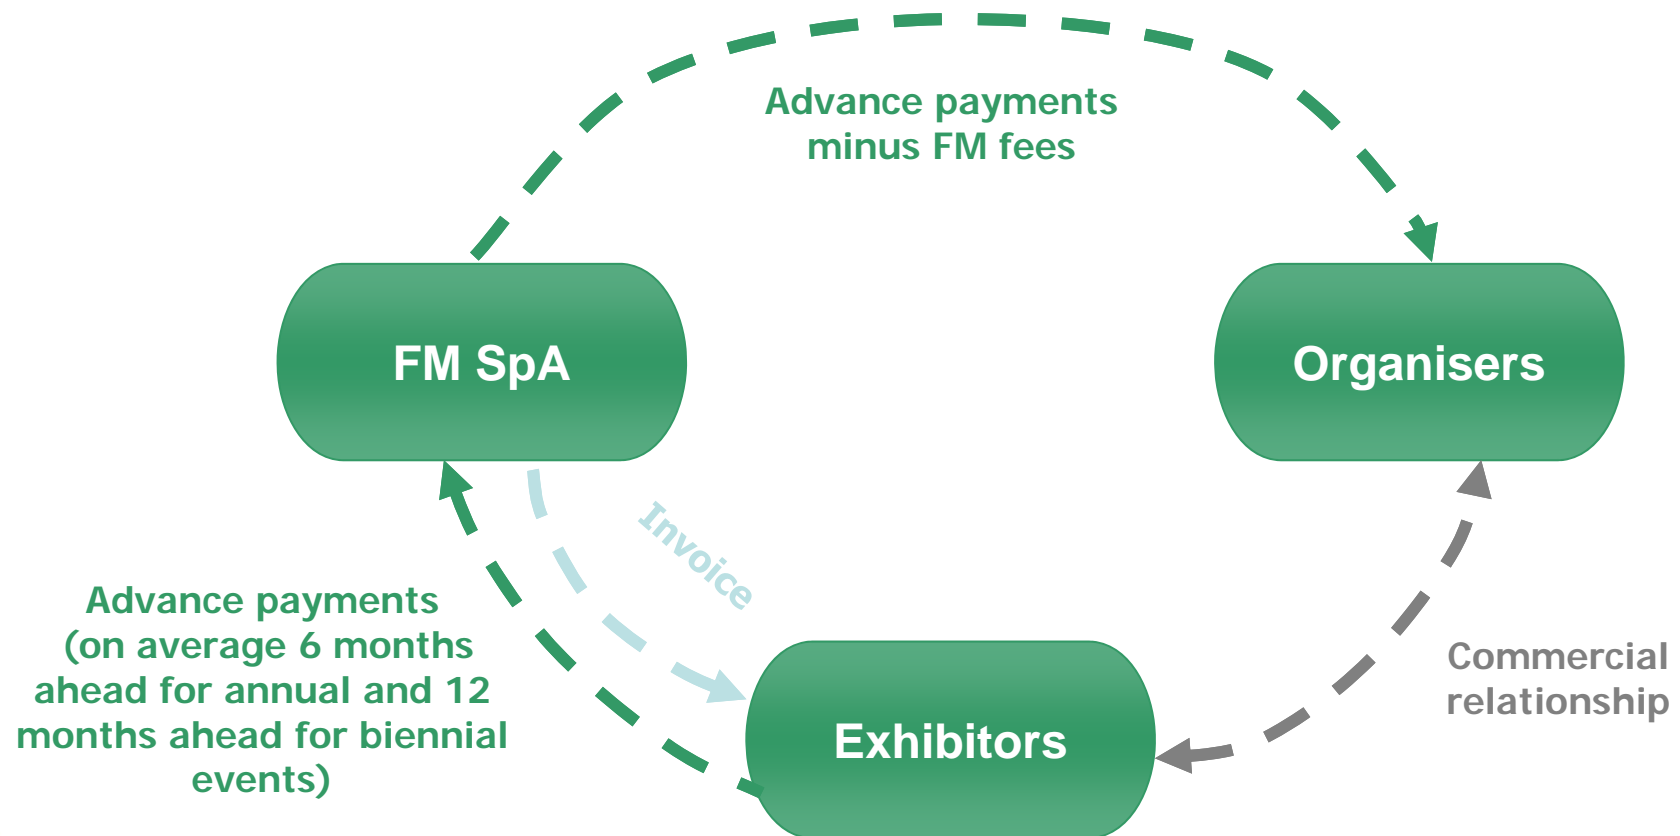 Advance payments
minus FM fees
FM SpA
Organisers
Invoice
Advance payments
(on average 6 months
ahead for annual and 12
months ahead for biennial
events)
Commercial
relationship
Exhibitors